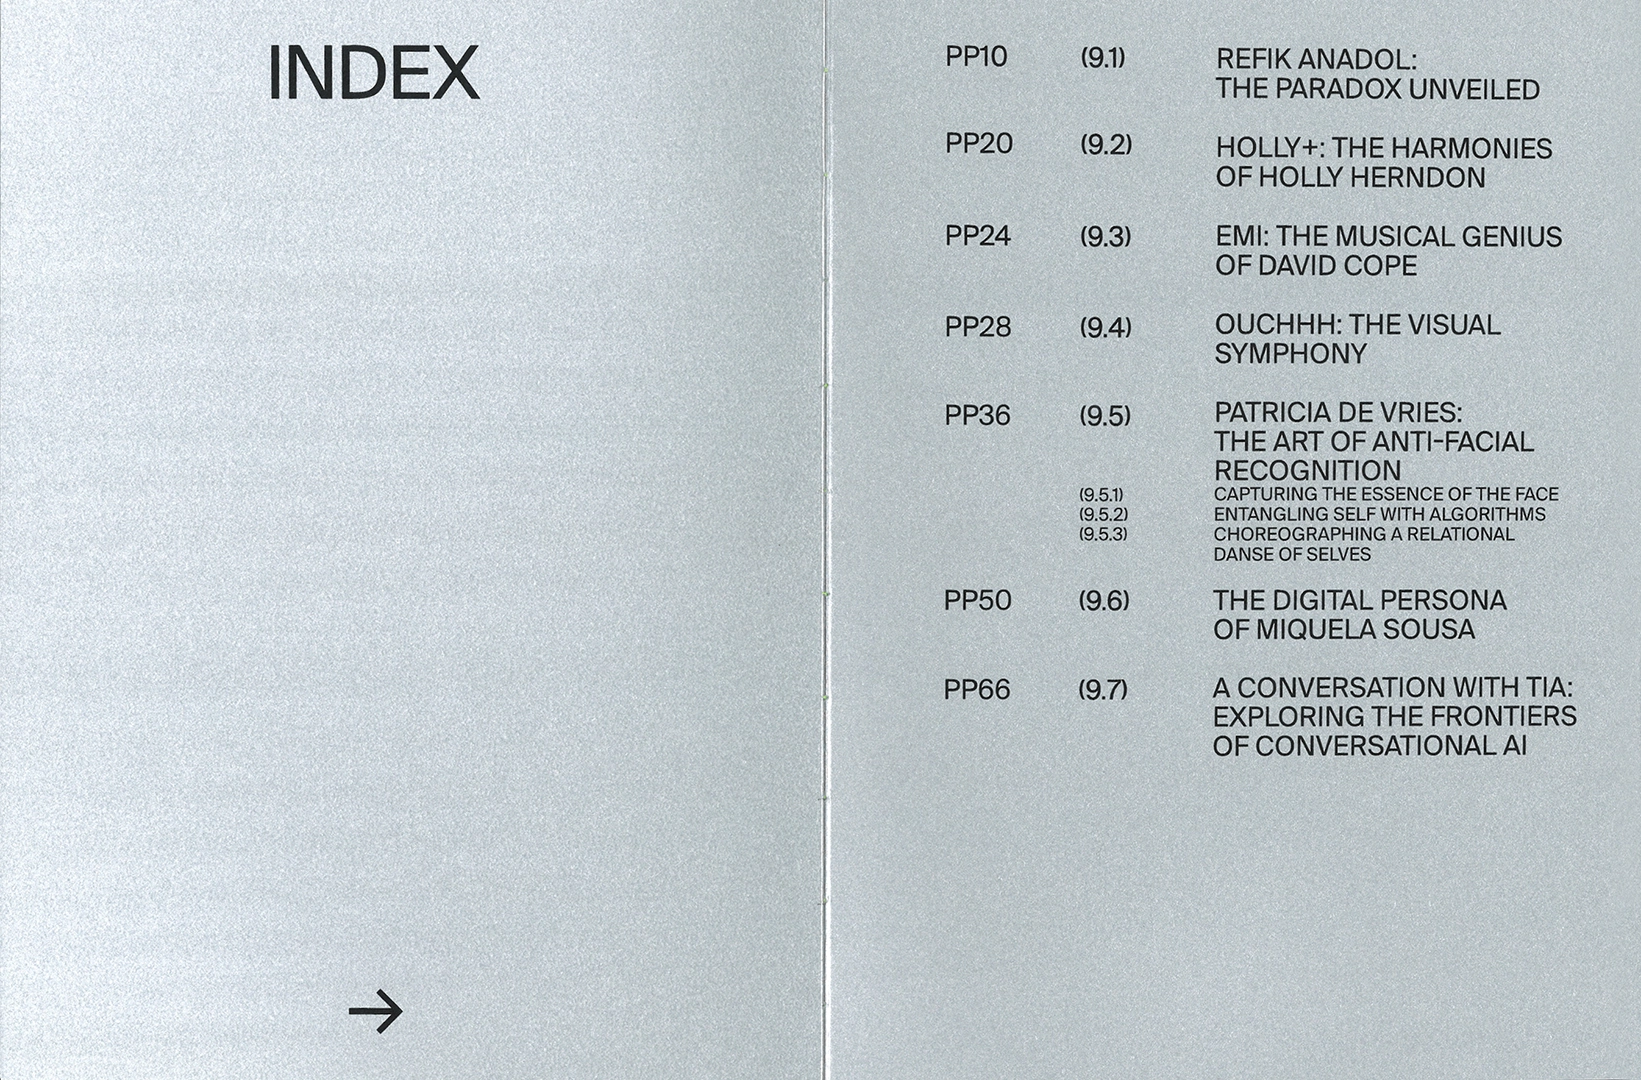 INDEX
→
PP10 (9.1) REFIK ANADOL:
THE PARADOX UNVEILED
PP20 (9.2) HOLLY+: THE HARMONIES
OF HOLLY HERNDON
PP24 (9.3) EMI: THE MUSICAL GENIUS
OF DAVID COPE
PP28 (9.4) OUCHHH: THE VISUAL
SYMPHONY
PP36 (9.5) PATRICIA DE VRIES:
THE ART OF ANTI-FACIAL
RECOGNITION
(9.5.1) CAPTURING THE ESSENCE OF THE FACE
(9.5.2) ENTANGLING SELF WITH ALGORITHMS
(9.5.3) CHOREOGRAPHING A RELATIONAL
DANSE OF SELVES
PP50 (9.6) THE DIGITAL PERSONA
OF MIQUELA SOUSA
PP66 (9.7) A CONVERSATION WITH TIA:
EXPLORING THE FRONTIERS
OF CONVERSATIONAL AI